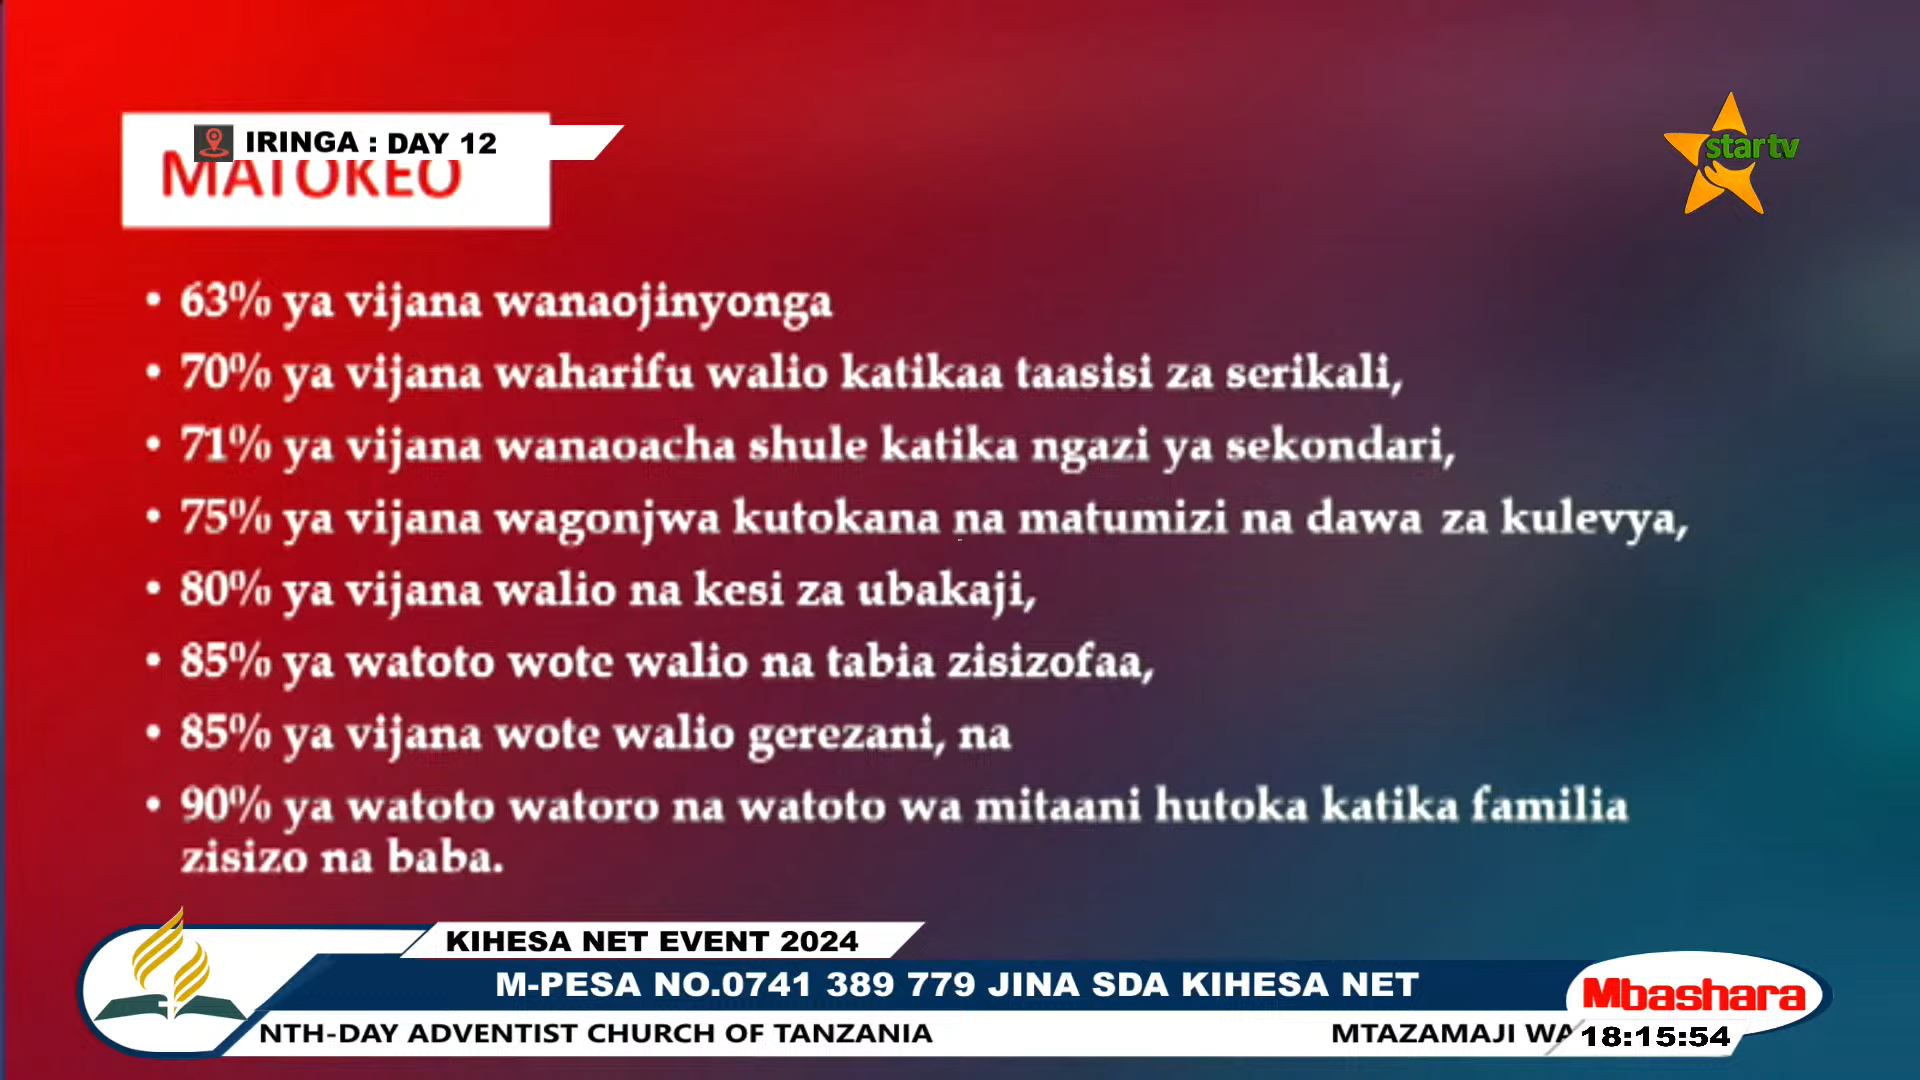 IRINGA : DAY 12
MATOKEO
startv
• 63% ya vijana wanaojinyonga
• 70% ya vijana waharifu walio katikaa taasisi za serikali,
• 71% ya vijana wanaoacha shule katika ngazi ya sekondari,
• 75% ya vijana wagonjwa kutokana na matumizi na dawa za kulevya,
• 80% ya vijana walio na kesi za ubakaji,
• 85% ya watoto wote walio na tabia zisizofaa,
• 85% ya vijana wote walio gerezani, na
• 90% ya watoto watoro na watoto wa mitaani hutoka katika familia
zisizo na baba.
KIHESA NET EVENT 2024
M-PESA NO.0741 389 779 JINA SDA KIHESA NET
Mbashara
NTH-DAY ADVENTIST CHURCH OF TANZANIA MTAZAMAJI WA
18:15:54